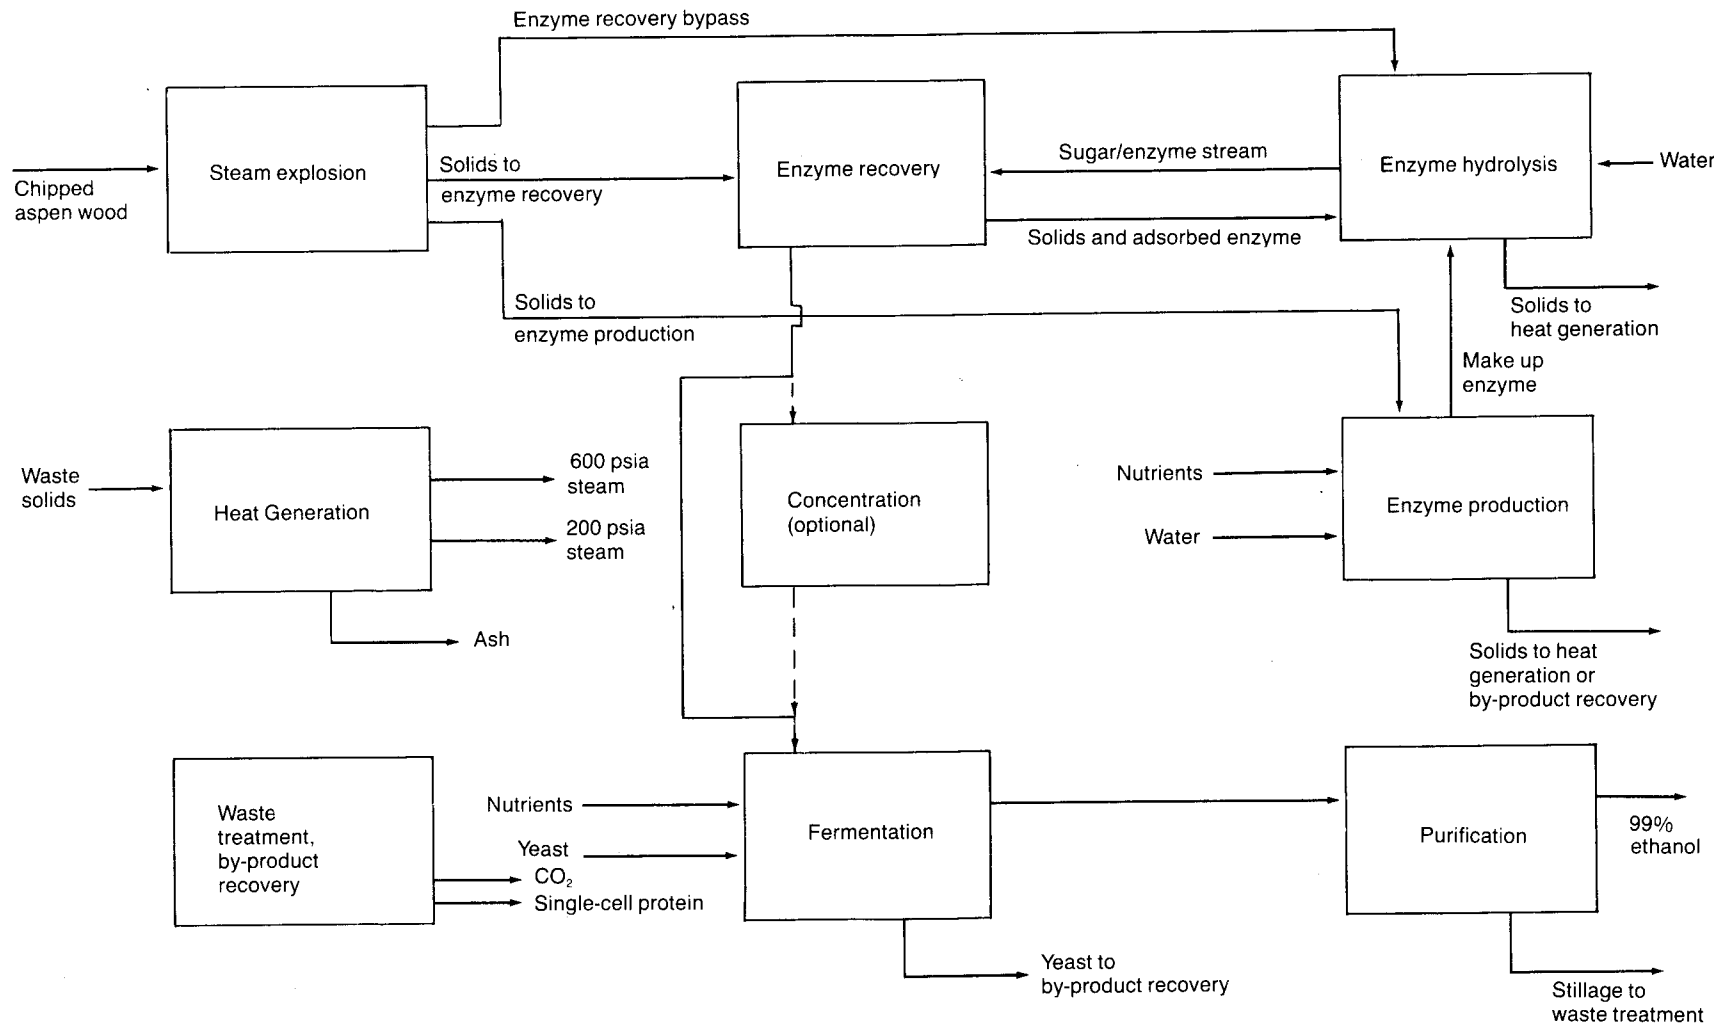 Enzyme recovery bypass
Steam explosion
Chipped
aspen wood
Solids to
enzyme recovery
Enzyme recovery
Sugar/enzyme stream
Solids and adsorbed enzyme
Enzyme hydrolysis
Water
Solids to
enzyme production
Solids to
heat generation
Make up
enzyme
Waste
solids
Heat Generation
600 psia
steam
200 psia
steam
Ash
Concentration
(optional)
Nutrients
Water
Enzyme production
Solids to heat
generation or
by-product recovery
Waste
treatment,
by-product
recovery
Nutrients
Yeast
CO₂
Single-cell protein
Fermentation
Yeast to
by-product recovery
Purification
99%
ethanol
Stillage to
waste treatment